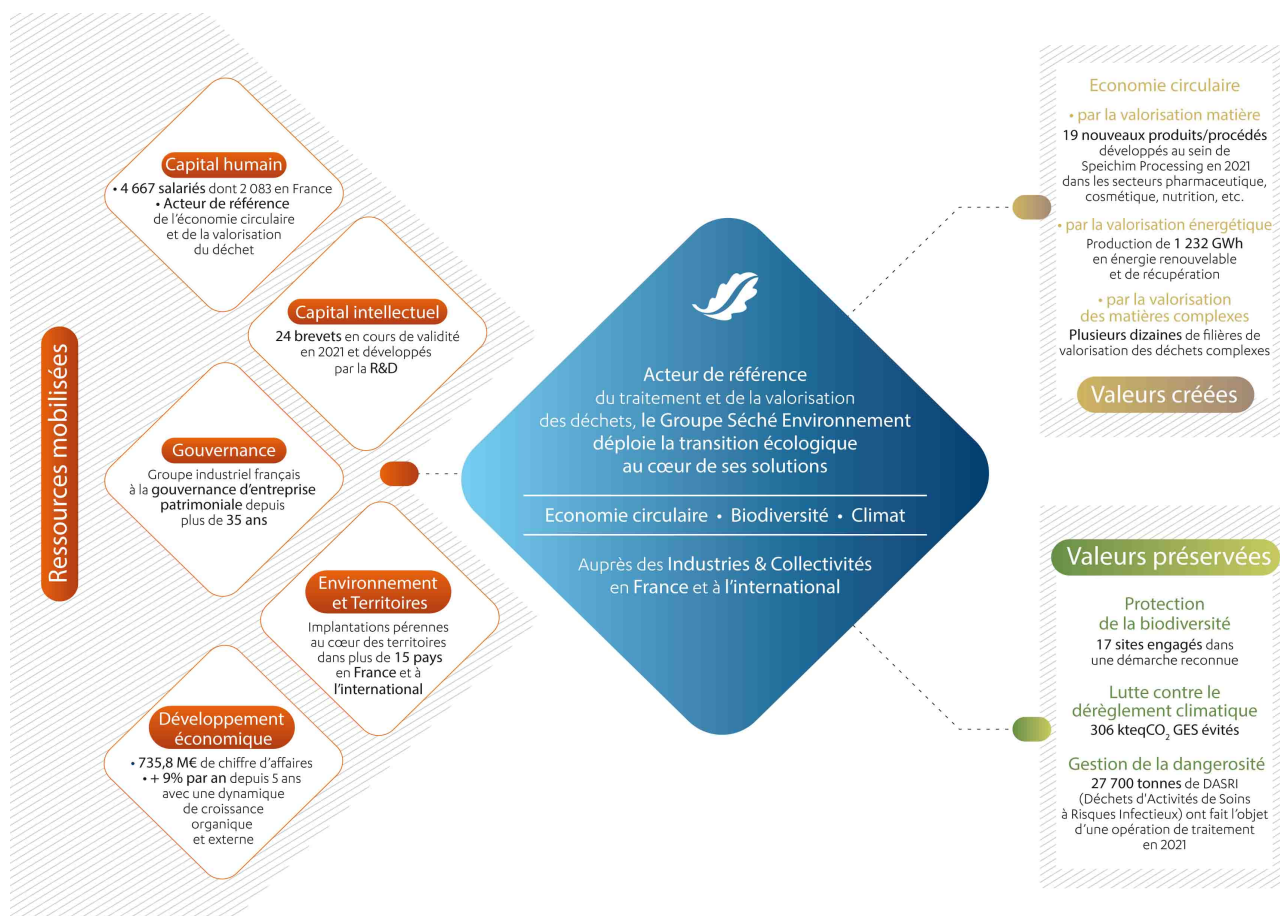 Ressources mobilisées
Capital humain
• 4 667 salariés dont 2 083 en France
• Acteur de référence
de l'économie circulaire
et de la valorisation
du déchet
Capital intellectuel
24 brevets en cours de validité
en 2021 et développés
par la R&D
Gouvernance
Groupe industriel français
à la gouvernance d'entreprise
patrimoniale depuis
plus de 35 ans
Environnement
et Territoires
Implantations pérennes
au cœur des territoires
dans plus de 15 pays
en France et à
l'international
Développement
économique
• 735,8 M€ de chiffre d'affaires
• + 9% par an depuis 5 ans
avec une dynamique
de croissance
organique
et externe
Acteur de référence
du traitement et de la valorisation
des déchets, le Groupe Séché Environnement
déploie la transition écologique
au cœur de ses solutions
Economie circulaire • Biodiversité • Climat
Auprès des Industries & Collectivités
en France et à l'international
Economie circulaire
• par la valorisation matière
19 nouveaux produits/procédés
développés au sein de
Speichim Processing en 2021
dans les secteurs pharmaceutique,
cosmétique, nutrition, etc.
• par la valorisation énergétique
Production de 1 232 GWh
en énergie renouvelable
et de récupération
• par la valorisation
des matières complexes
Plusieurs dizaines de filières de
valorisation des déchets complexes
Valeurs créées
Valeurs préservées
Protection
de la biodiversité
17 sites engagés dans
une démarche reconnue
Lutte contre le
dérèglement climatique
306 kteqCO₂ GES évités
Gestion de la dangerosité
27 700 tonnes de DASRI
(Déchets d'Activités de Soins
à Risques Infectieux) ont fait l'objet
d'une opération de traitement
en 2021